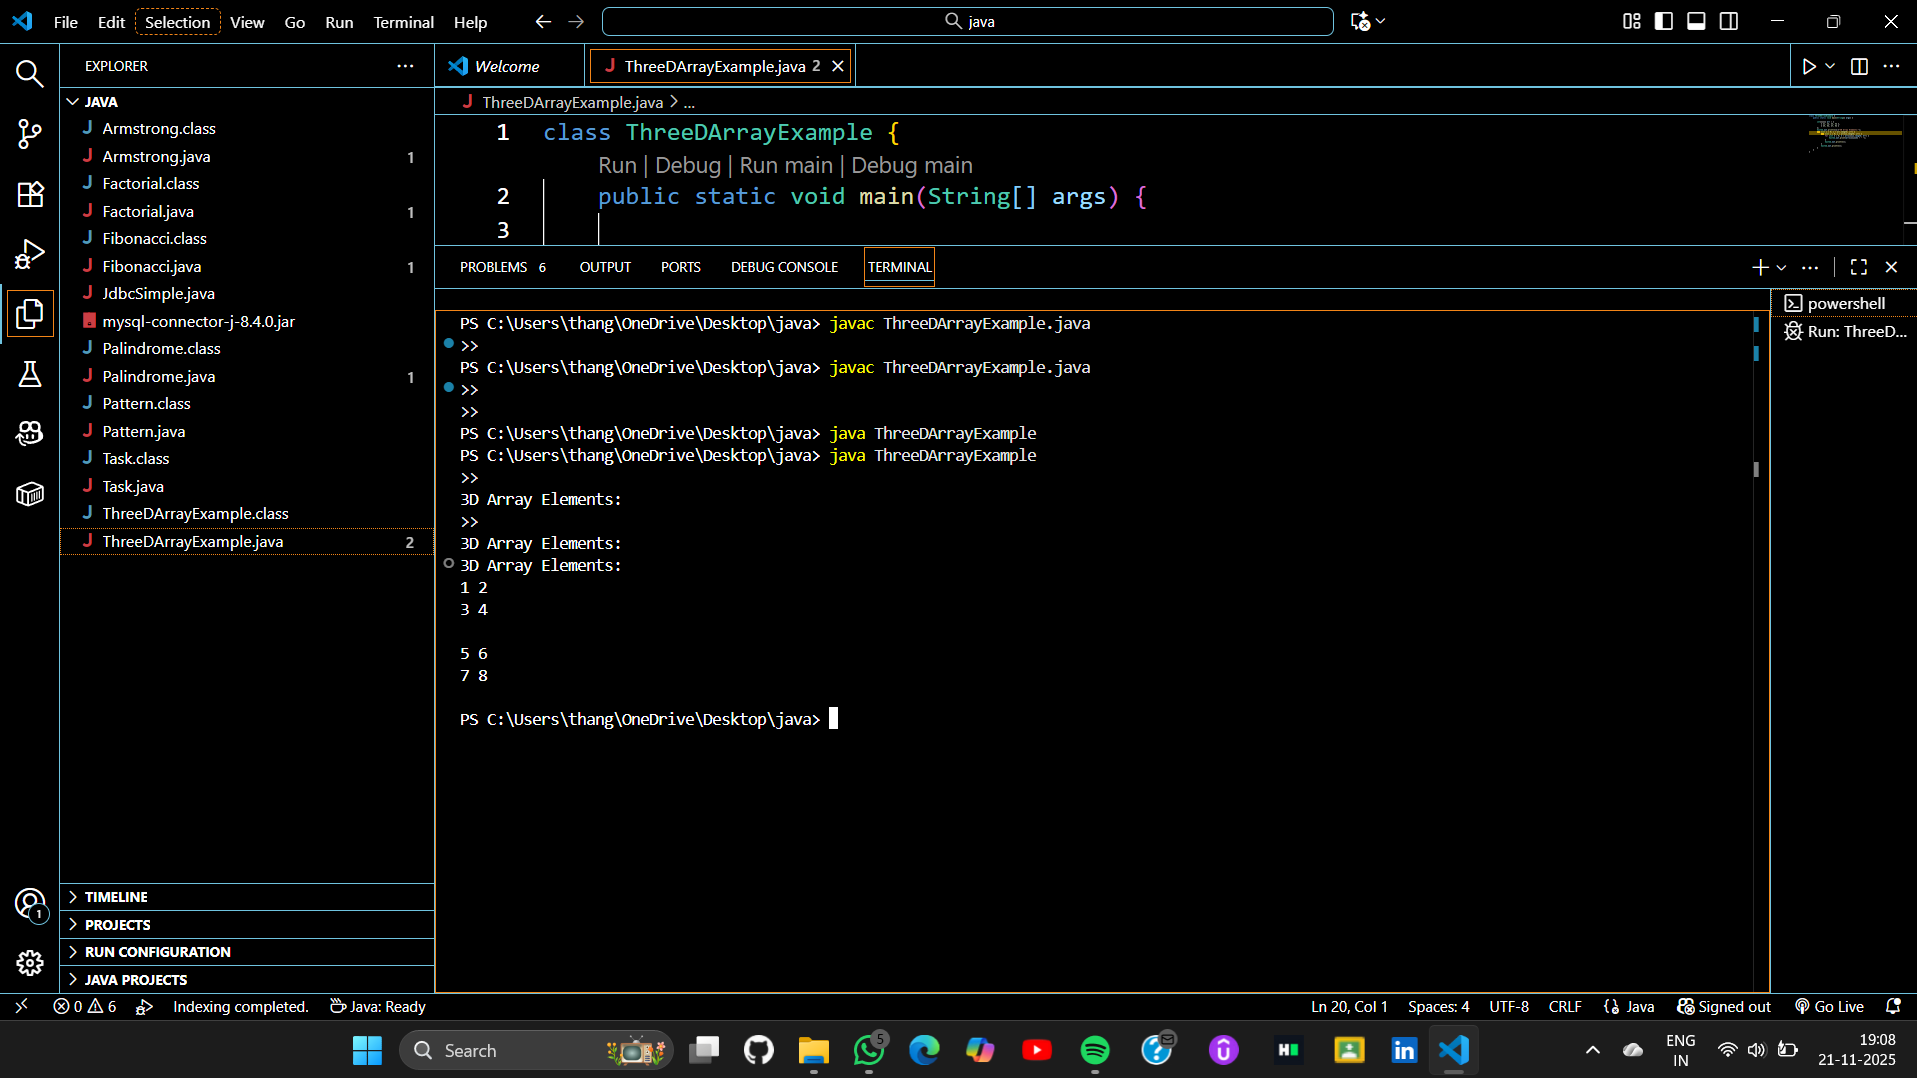 File Edit Selection View Go Run Terminal Help
java
EXPLORER
JAVA
Armstrong.class
Armstrong.java 1
Factorial.class
Factorial.java 1
Fibonacci.class
Fibonacci.java 1
JdbcSimple.java
mysql-connector-j-8.4.0.jar
Palindrome.class
Palindrome.java 1
Pattern.class
Pattern.java
Task.class
Task.java
ThreeDArrayExample.class
ThreeDArrayExample.java 2
TIMELINE
PROJECTS
RUN CONFIGURATION
JAVA PROJECTS
1
Welcome
J ThreeDArrayExample.java 2
J ThreeDArrayExample.java > ...
1 class ThreeDArrayExample {
Run | Debug | Run main | Debug main
2 public static void main(String[] args) {
3
PROBLEMS 6 OUTPUT PORTS DEBUG CONSOLE TERMINAL
PS C:\Users\thang\OneDrive\Desktop\java> javac ThreeDArrayExample.java
>>
PS C:\Users\thang\OneDrive\Desktop\java> javac ThreeDArrayExample.java
>>
>>
PS C:\Users\thang\OneDrive\Desktop\java> java ThreeDArrayExample
PS C:\Users\thang\OneDrive\Desktop\java> java ThreeDArrayExample
>>
3D Array Elements:
>>
3D Array Elements:
3D Array Elements:
1 2
3 4
5 6
7 8
PS C:\Users\thang\OneDrive\Desktop\java>
powershell
Run: ThreeD...
0 6 Indexing completed. Java: Ready
Ln 20, Col 1 Spaces: 4 UTF-8 CRLF {} Java Signed out Go Live
Search
5
in
ENG
IN
19:08
21-11-2025